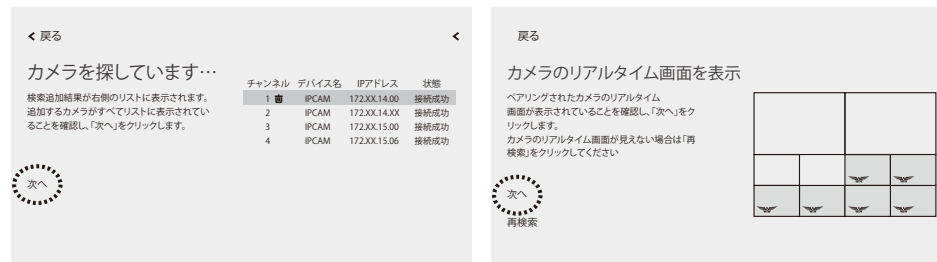 戻る
カメラを探しています…
検索追加結果が右側のリストに表示されます。
追加するカメラがすべてリストに表示されてい
ることを確認し、「次へ」をクリックします。
次へ
チャンネル デバイス名 IPアドレス 状態
1 IPCAM 172.XX.14.00 接続成功
2 IPCAM 172.XX.14.XX 接続成功
3 IPCAM 172.XX.15.00 接続成功
4 IPCAM 172.XX.15.06 接続成功
戻る
カメラのリアルタイム画面を表示
ペアリングされたカメラのリアルタイム
画面が表示されていることを確認し、「次へ」をク
リックします。
カメラのリアルタイム画面が見えない場合は「再
検索」をクリックしてください
次へ
再検索